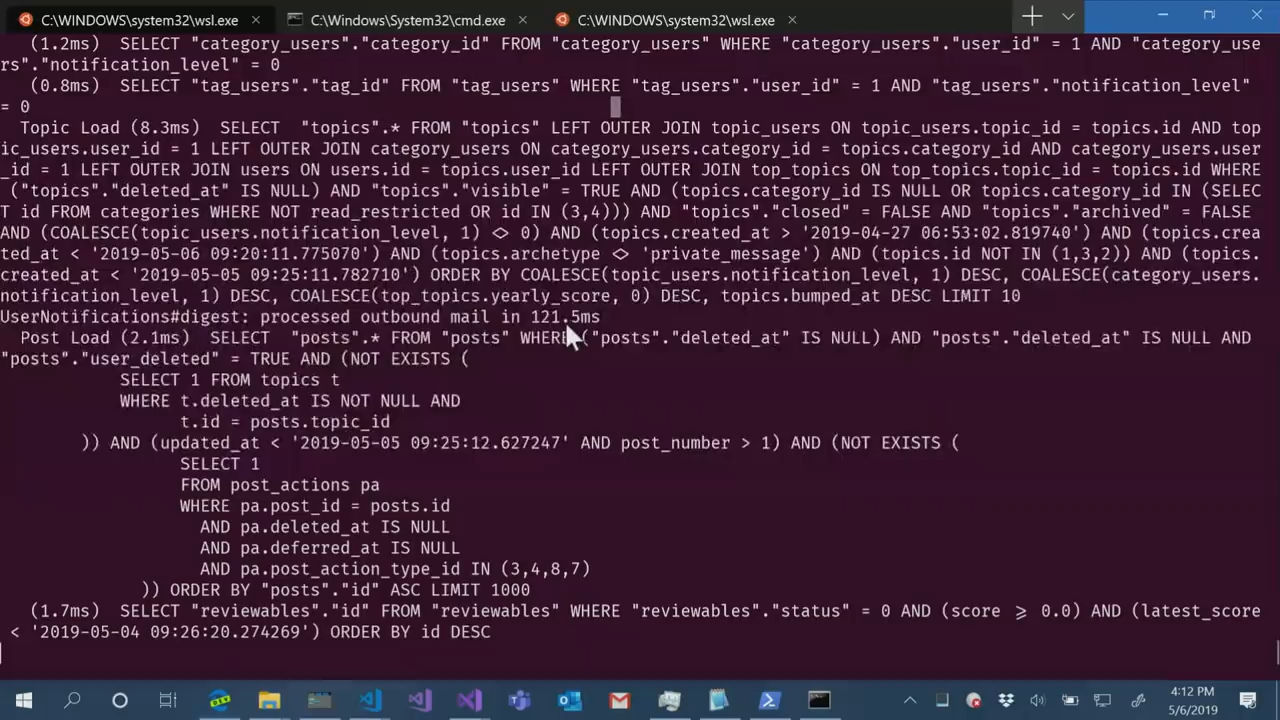 C:\WINDOWS\system32\wsl.exe
C:\Windows\System32\cmd.exe
C:\WINDOWS\system32\wsl.exe
(1.2ms)  SELECT "category_users"."category_id" FROM "category_users" WHERE "category_users"."user_id" = 1 AND "category_use
rs"."notification_level" = 0
(0.8ms)  SELECT "tag_users"."tag_id" FROM "tag_users" WHERE "tag_users"."user_id" = 1 AND "tag_users"."notification_level"
= 0
Topic Load (8.3ms)  SELECT  "topics".* FROM "topics" LEFT OUTER JOIN topic_users ON topic_users.topic_id = topics.id AND top
ic_users.user_id = 1 LEFT OUTER JOIN category_users ON category_users.category_id = topics.category_id AND category_users.user
_id = 1 LEFT OUTER JOIN users ON users.id = topics.user_id LEFT OUTER JOIN top_topics ON top_topics.topic_id = topics.id WHERE
("topics"."deleted_at" IS NULL) AND "topics"."visible" = TRUE AND (topics.category_id IS NULL OR topics.category_id IN (SELEC
T id FROM categories WHERE NOT read_restricted OR id IN (3,4))) AND "topics"."closed" = FALSE AND "topics"."archived" = FALSE
AND (COALESCE(topic_users.notification_level, 1) <> 0) AND (topics.created_at > '2019-04-27 06:53:02.819740') AND (topics.crea
ted_at < '2019-05-06 09:20:11.775070') AND (topics.archetype <> 'private_message') AND (topics.id NOT IN (1,3,2)) AND (topics.
created_at < '2019-05-05 09:25:11.782710') ORDER BY COALESCE(topic_users.notification_level, 1) DESC, COALESCE(category_users.
notification_level, 1) DESC, COALESCE(top_topics.yearly_score, 0) DESC, topics.bumped_at DESC LIMIT 10
UserNotifications#digest: processed outbound mail in 121.5ms
Post Load (2.1ms)  SELECT  "posts".* FROM "posts" WHERE ("posts"."deleted_at" IS NULL) AND "posts"."deleted_at" IS NULL AND
"posts"."user_deleted" = TRUE AND (NOT EXISTS (
SELECT 1 FROM topics t
WHERE t.deleted_at IS NOT NULL AND
t.id = posts.topic_id
)) AND (updated_at < '2019-05-05 09:25:12.627247' AND post_number > 1) AND (NOT EXISTS (
SELECT 1
FROM post_actions pa
WHERE pa.post_id = posts.id
AND pa.deleted_at IS NULL
AND pa.deferred_at IS NULL
AND pa.post_action_type_id IN (3,4,8,7)
)) ORDER BY "posts"."id" ASC LIMIT 1000
(1.7ms)  SELECT "reviewables"."id" FROM "reviewables" WHERE "reviewables"."status" = 0 AND (score >= 0.0) AND (latest_score
< '2019-05-04 09:26:20.274269') ORDER BY id DESC
4:12 PM
5/6/2019